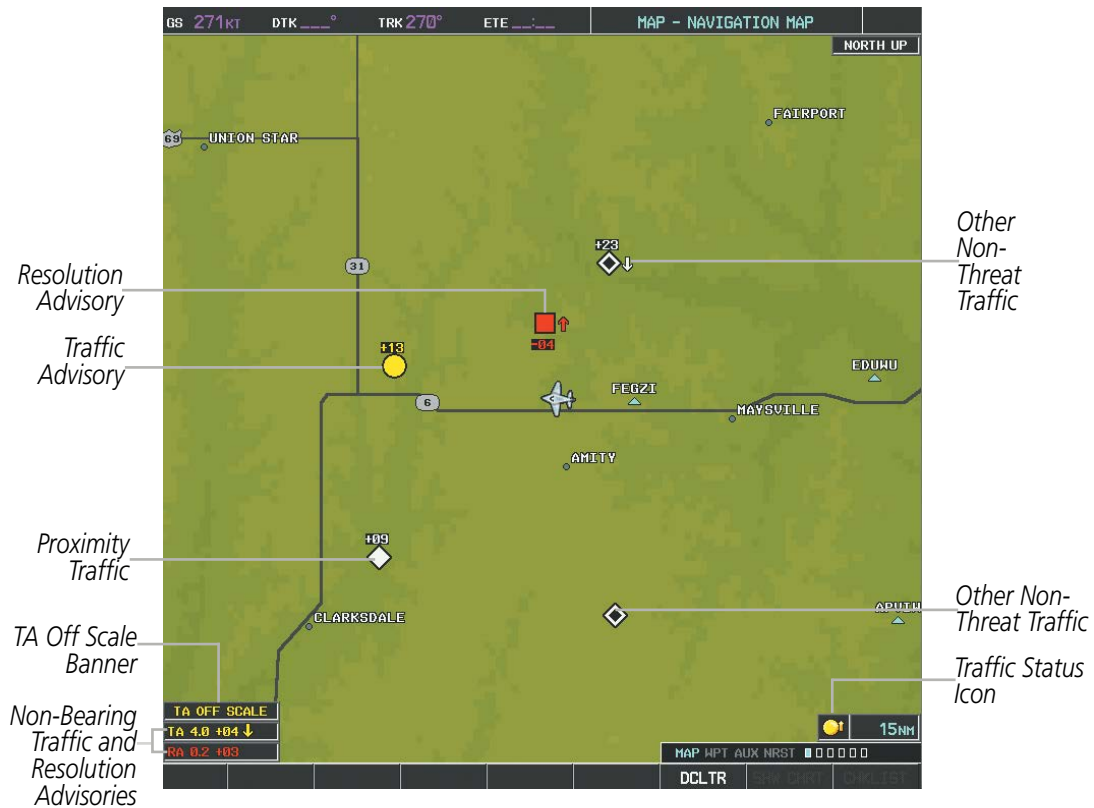 GS 271KT DTK ___° TRK 270° ETE __:__ MAP - NAVIGATION MAP
NORTH UP
FAIRPORT
69 UNION STAR
Other
Non-
Threat
Traffic
+23
31
Resolution
Advisory
-04
Traffic
Advisory
+13
EDUWU
FEGZI
6
MAYSVILLE
AMITY
+09
Proximity
Traffic
CLARKSDALE
APUIW
Other Non-
Threat Traffic
TA Off Scale
Banner
Traffic Status
Icon
TA OFF SCALE
TA 4.0 +04
RA 0.2 +03
Non-Bearing
Traffic and
Resolution
Advisories
15NM
MAP WPT AUX NRST
DCLTR SHW CHRT CHKLIST